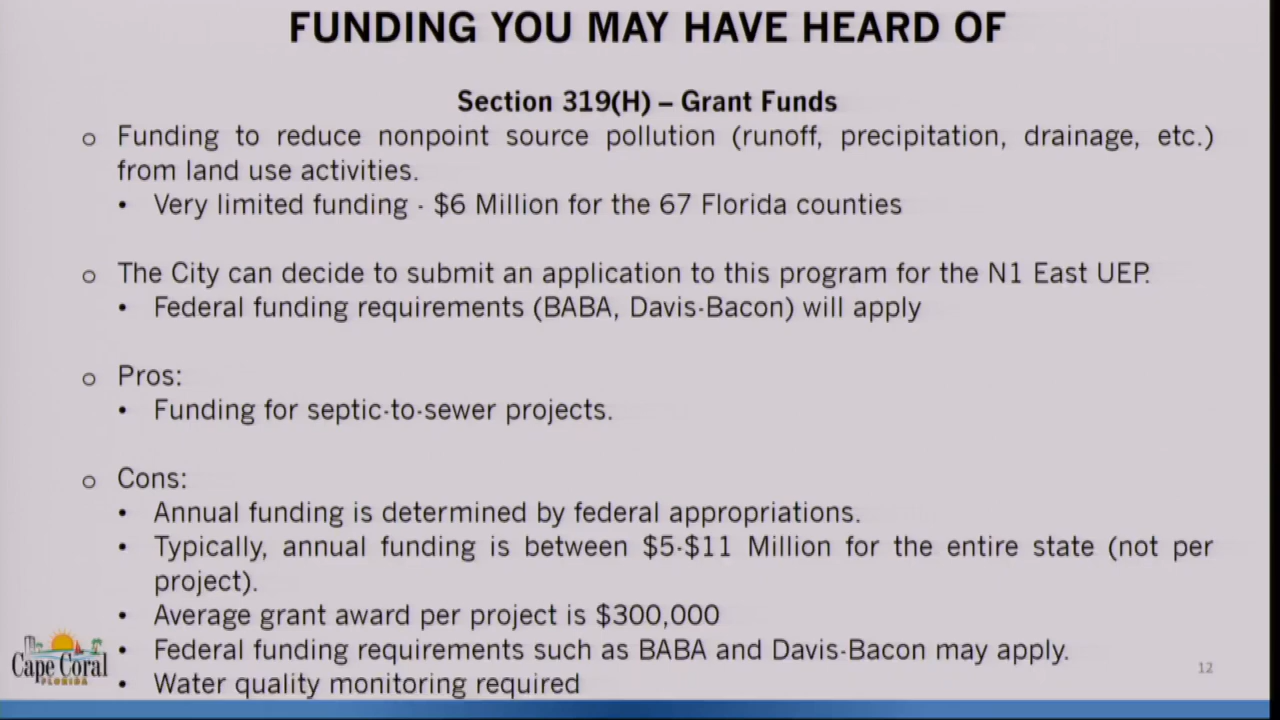 FUNDING YOU MAY HAVE HEARD OF
Section 319(H) – Grant Funds
o Funding to reduce nonpoint source pollution (runoff, precipitation, drainage, etc.)
from land use activities.
• Very limited funding - $6 Million for the 67 Florida counties
o The City can decide to submit an application to this program for the N1 East UEP.
• Federal funding requirements (BABA, Davis-Bacon) will apply
o Pros:
• Funding for septic-to-sewer projects.
o Cons:
• Annual funding is determined by federal appropriations.
• Typically, annual funding is between $5-$11 Million for the entire state (not per
project).
• Average grant award per project is $300,000
• Federal funding requirements such as BABA and Davis-Bacon may apply.
• Water quality monitoring required
Cape Coral
FLORIDA
12